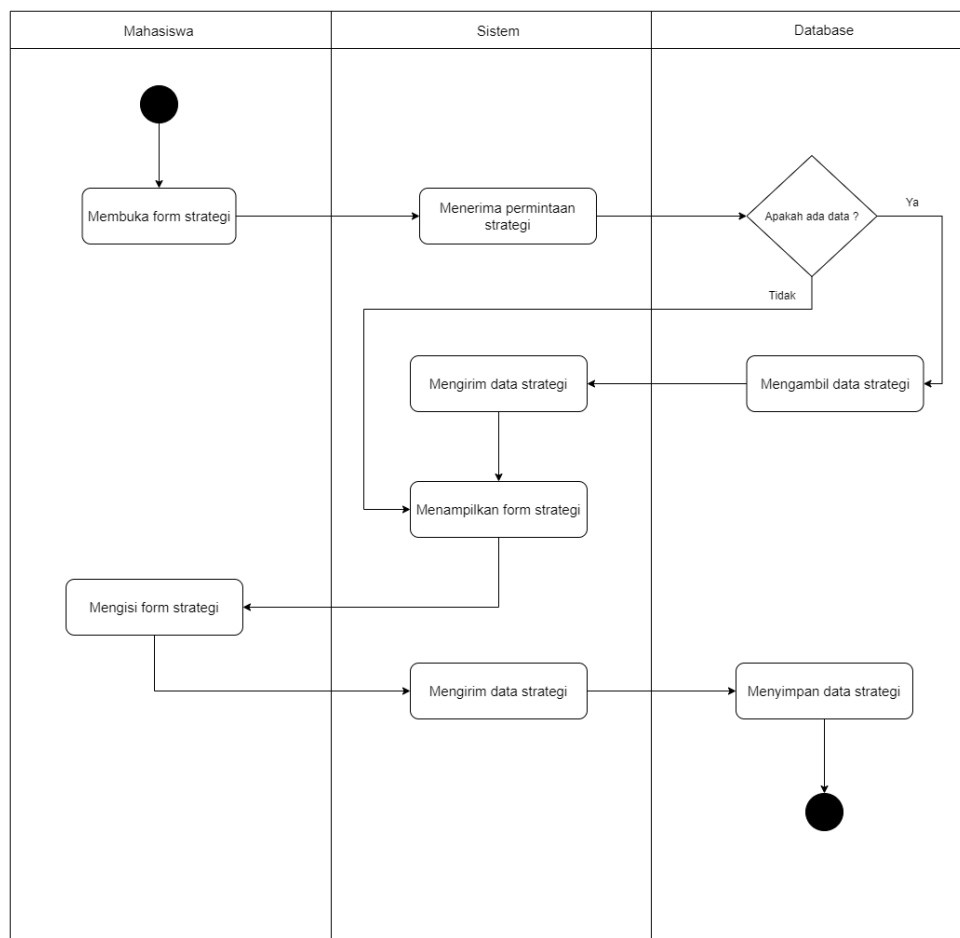 Mahasiswa
Sistem
Database
Membuka form strategi
Menerima permintaan
strategi
Apakah ada data ?
Ya
Tidak
Mengirim data strategi
Mengambil data strategi
Menampilkan form strategi
Mengisi form strategi
Mengirim data strategi
Menyimpan data strategi